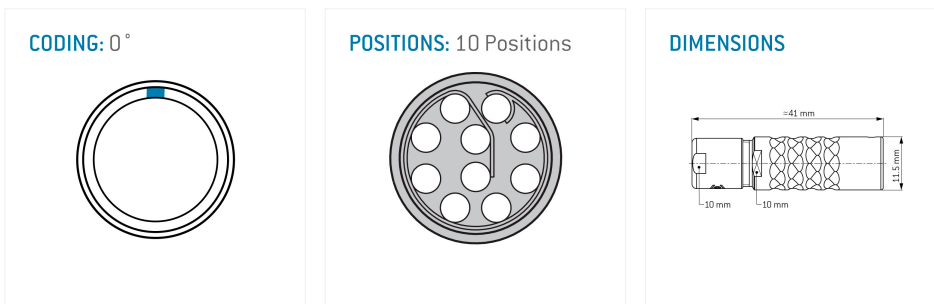 CODING: 0°
POSITIONS: 10 Positions
DIMENSIONS
≈41 mm
11.5 mm
10 mm
10 mm